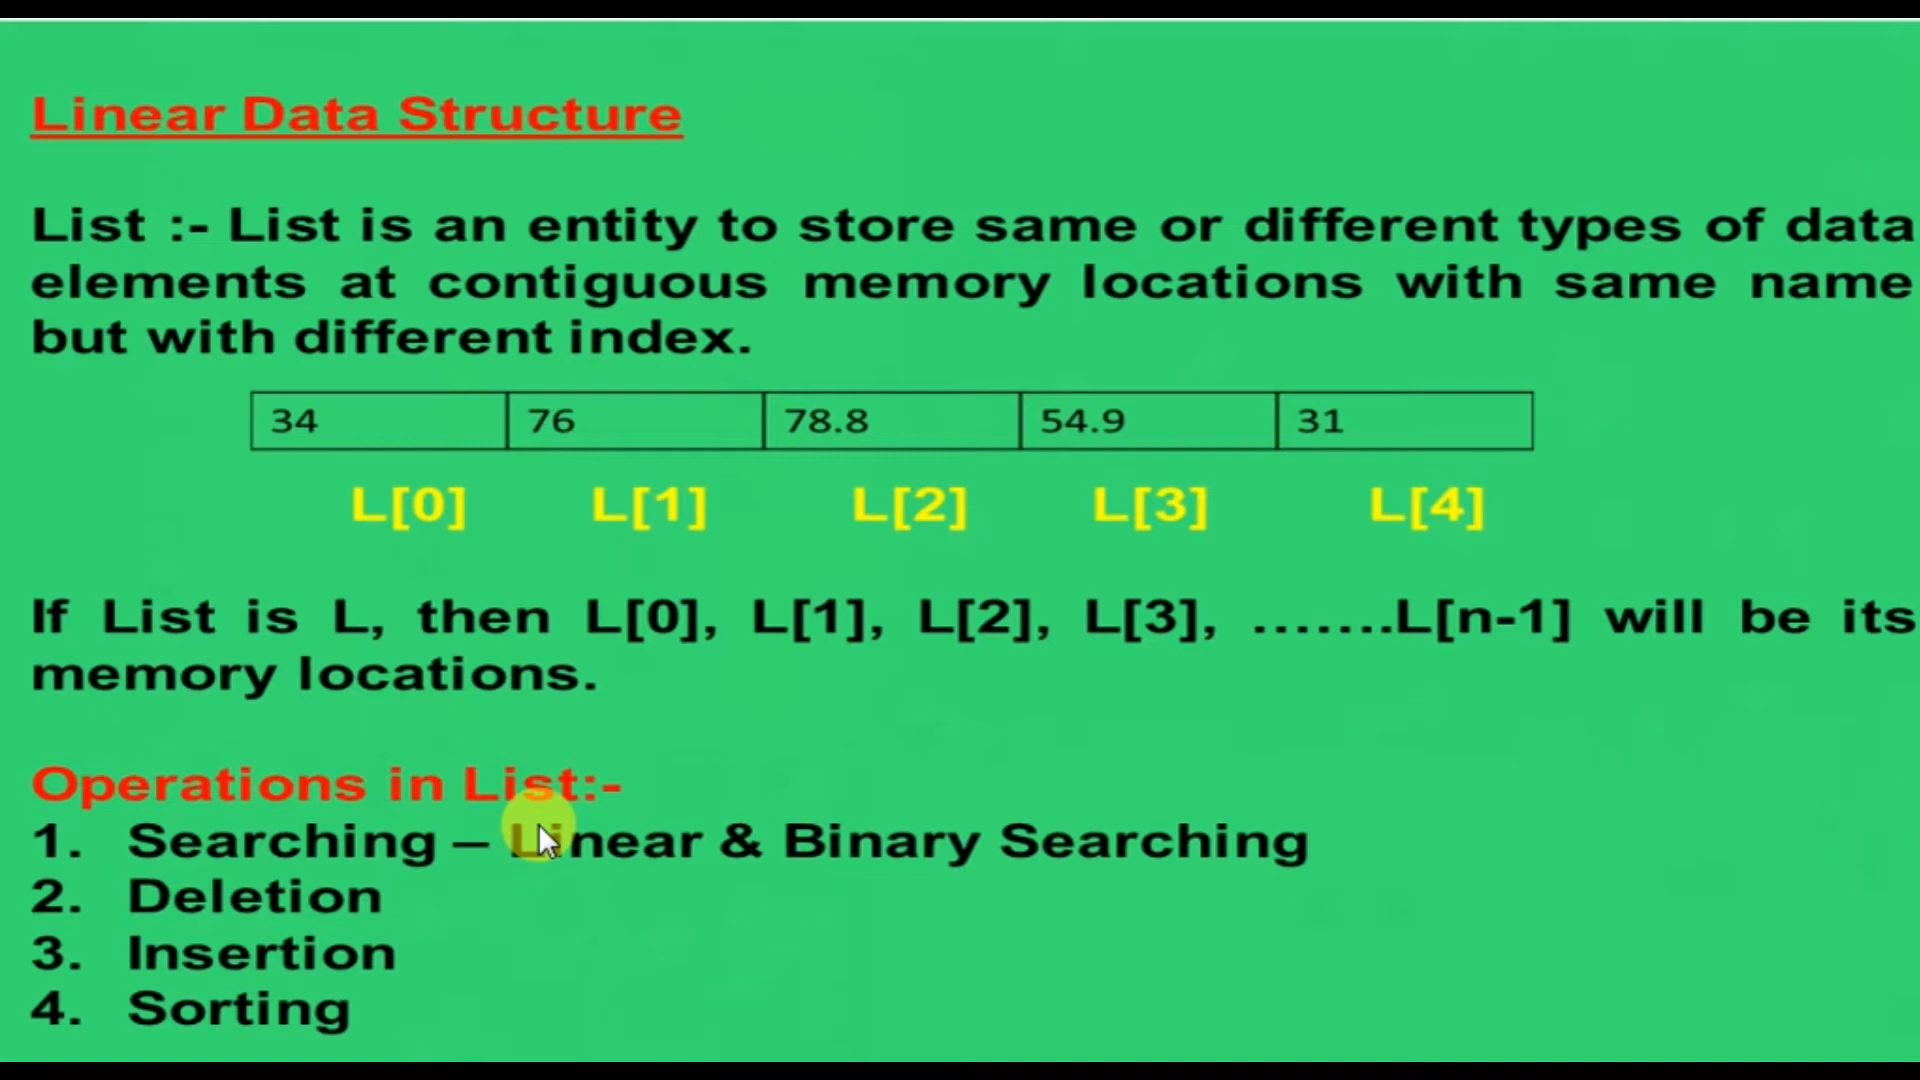 Linear Data Structure
List :- List is an entity to store same or different types of data
elements at contiguous memory locations with same name
but with different index.
34 76 78.8 54.9 31
L[0] L[1] L[2] L[3] L[4]
If List is L, then L[0], L[1], L[2], L[3], …….L[n-1] will be its
memory locations.
Operations in List:-
1. Searching – Linear & Binary Searching
2. Deletion
3. Insertion
4. Sorting